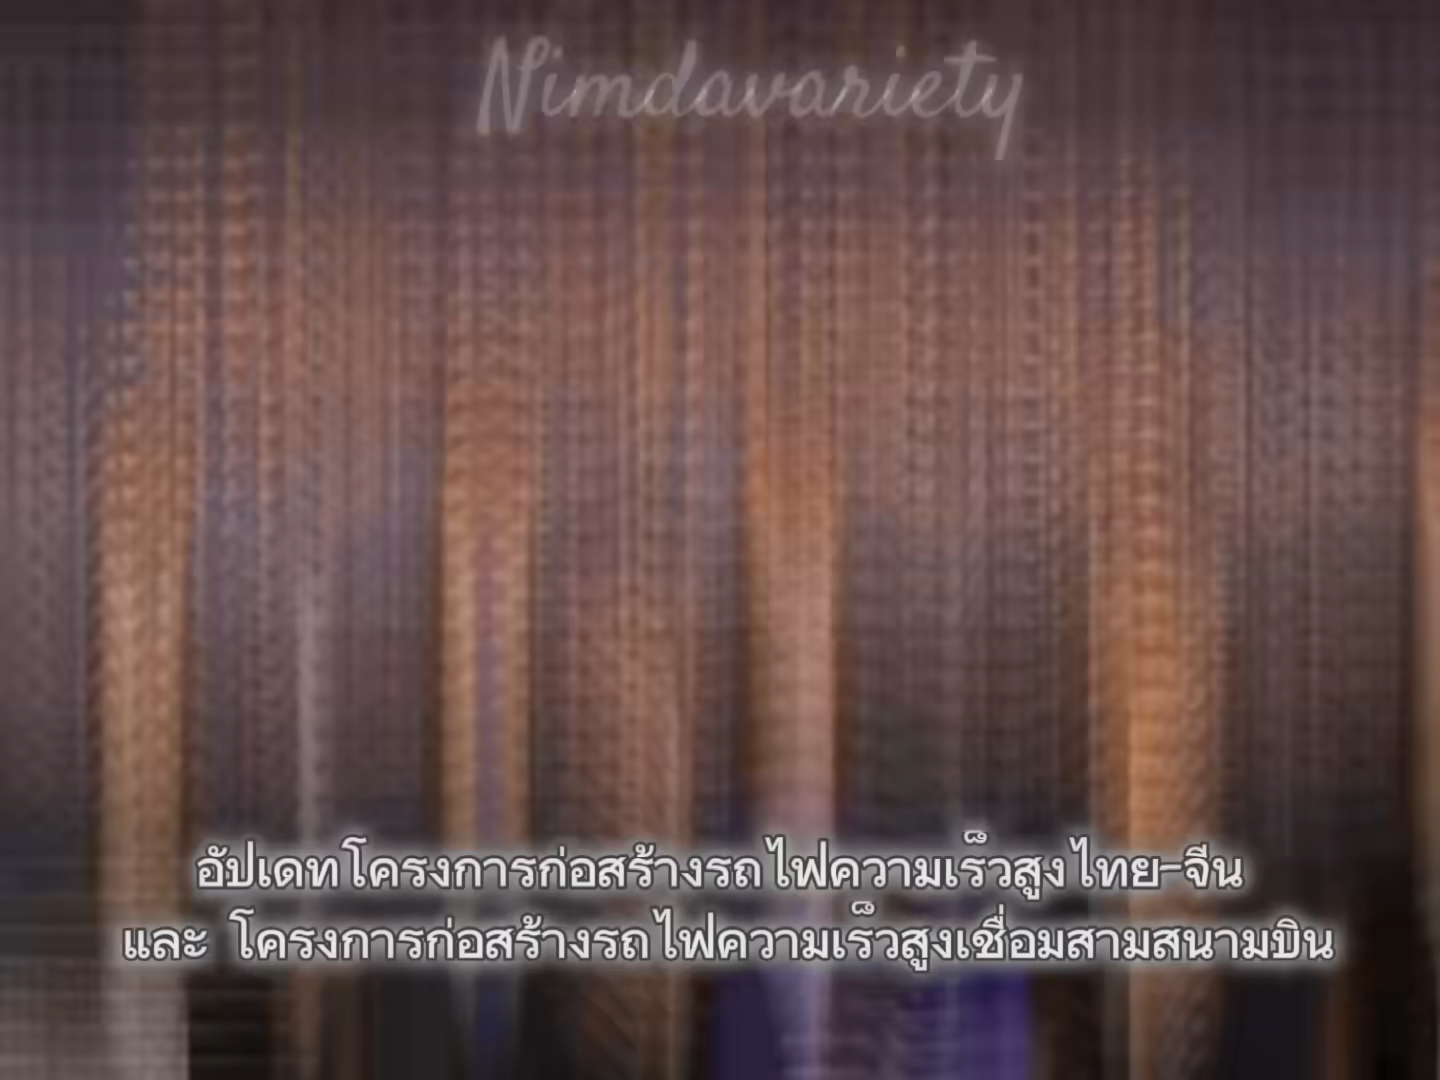 Nimdavariety
อัปเดทโครงการก่อสร้างรถไฟความเร็วสูงไทย-จีน
และ โครงการก่อสร้างรถไฟความเร็วสูงเชื่อมสามสนามบิน